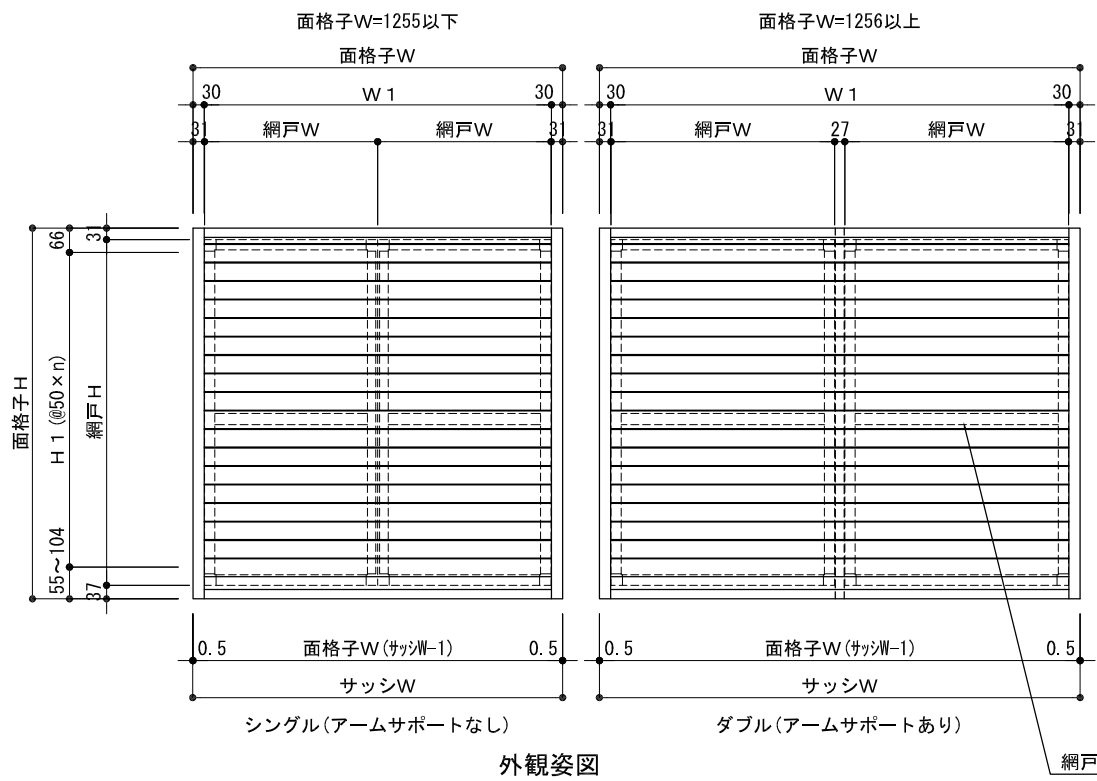 面格子W=1255以下
面格子W
30 W1 30
31 網戸W 網戸W 31
面格子W=1256以上
面格子W
30 W1 30
31 網戸W 27 網戸W 31
面格子H
66 H1(@50×n) 55~104
31 網戸H 37
0.5 面格子W(ｻｯｼW-1) 0.5
サッシW
シングル(アームサポートなし)
0.5 面格子W(ｻｯｼW-1) 0.5
サッシW
ダブル(アームサポートあり)
外観姿図
網戸